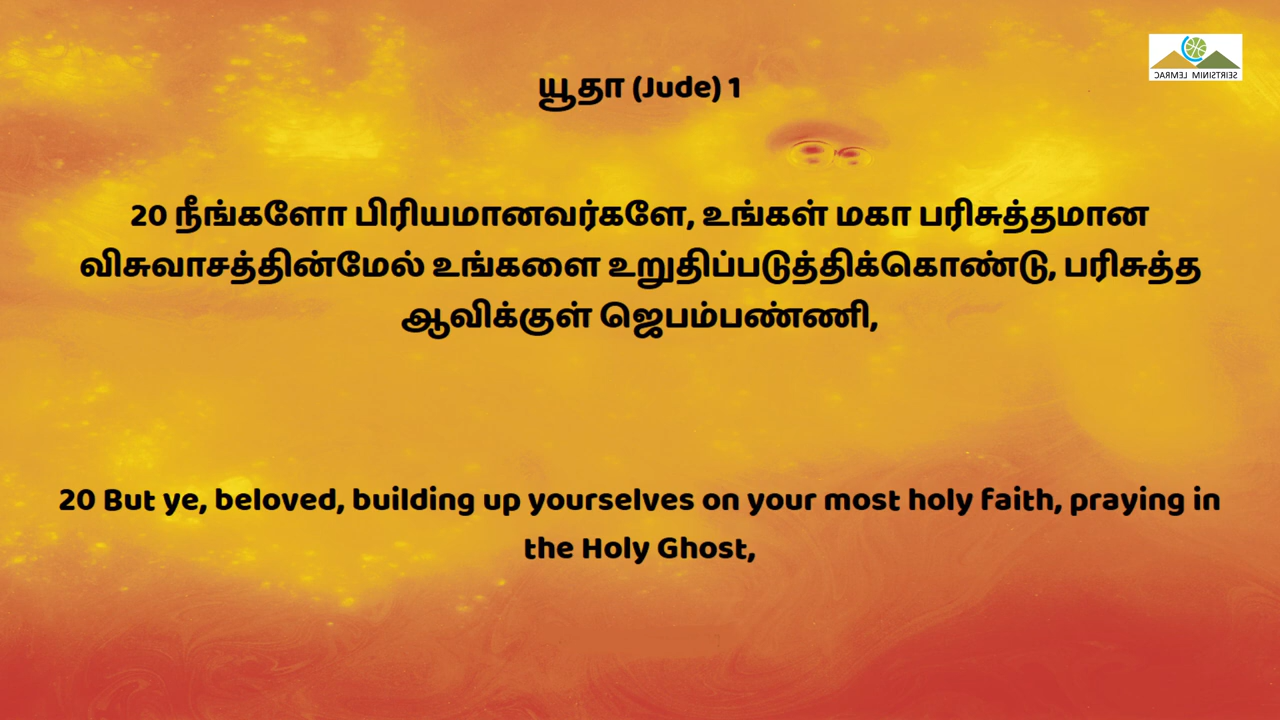 யூதா (Jude) 1
CARMEL MINISTRIES
20 நீங்களோ பிரியமானவர்களே, உங்கள் மகா பரிசுத்தமான
விசுவாசத்தின்மேல் உங்களை உறுதிப்படுத்திக்கொண்டு, பரிசுத்த
ஆவிக்குள் ஜெபம்பண்ணி,
20 But ye, beloved, building up yourselves on your most holy faith, praying in
the Holy Ghost,